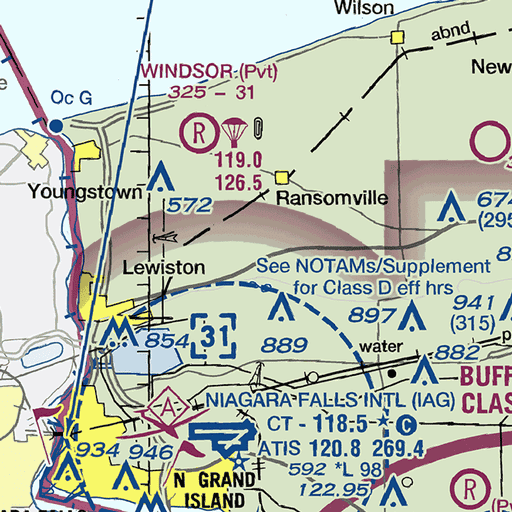 Wilson
abnd
New
WINDSOR (Pvt)
325 - 31
Oc G
R
119.0
126.5
Youngstown
572
Ransomville
674
(295
Lewiston
See NOTAMs/Supplement
for Class D eff hrs
897
941
(315)
854
[31]
889
water
882
A
NIAGARA FALLS INTL (IAG)
BUFF
CLAS
CT - 118.5 * C
ATIS 120.8 269.4
592 *L 98
122.95
934
946
N GRAND
ISLAND
R